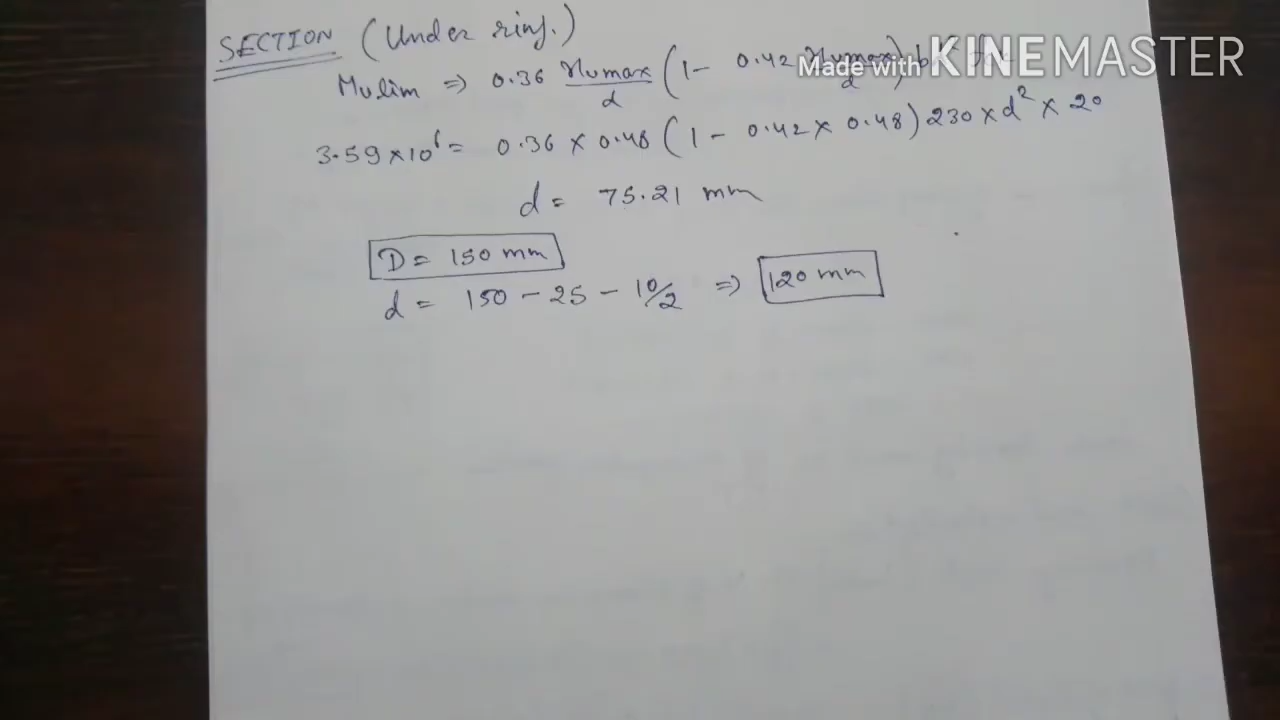 SECTION (Under rinf.)
Mulim => 0.36 xumax/d (1 - 0.42 xumax/d) b
Made with KINEMASTER
3.59 x 10⁶ = 0.36 x 0.48 (1 - 0.42 x 0.48) 230 x d² x 20
d = 75.21 mm
D = 150 mm
d = 150 - 25 - 10/2 => 120 mm